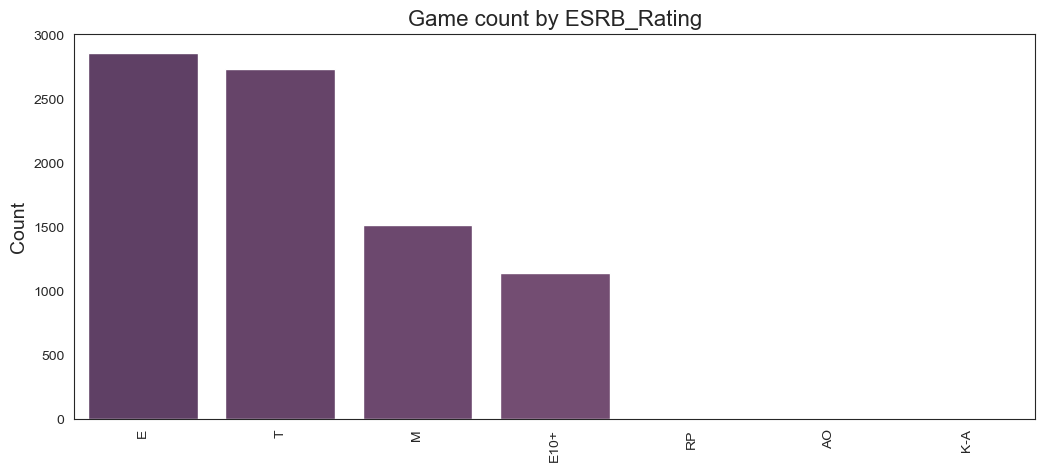 Game count by ESRB_Rating
3000
2500
2000
1500
1000
500
0
Count
E
T
M
E10+
RP
AO
K-A